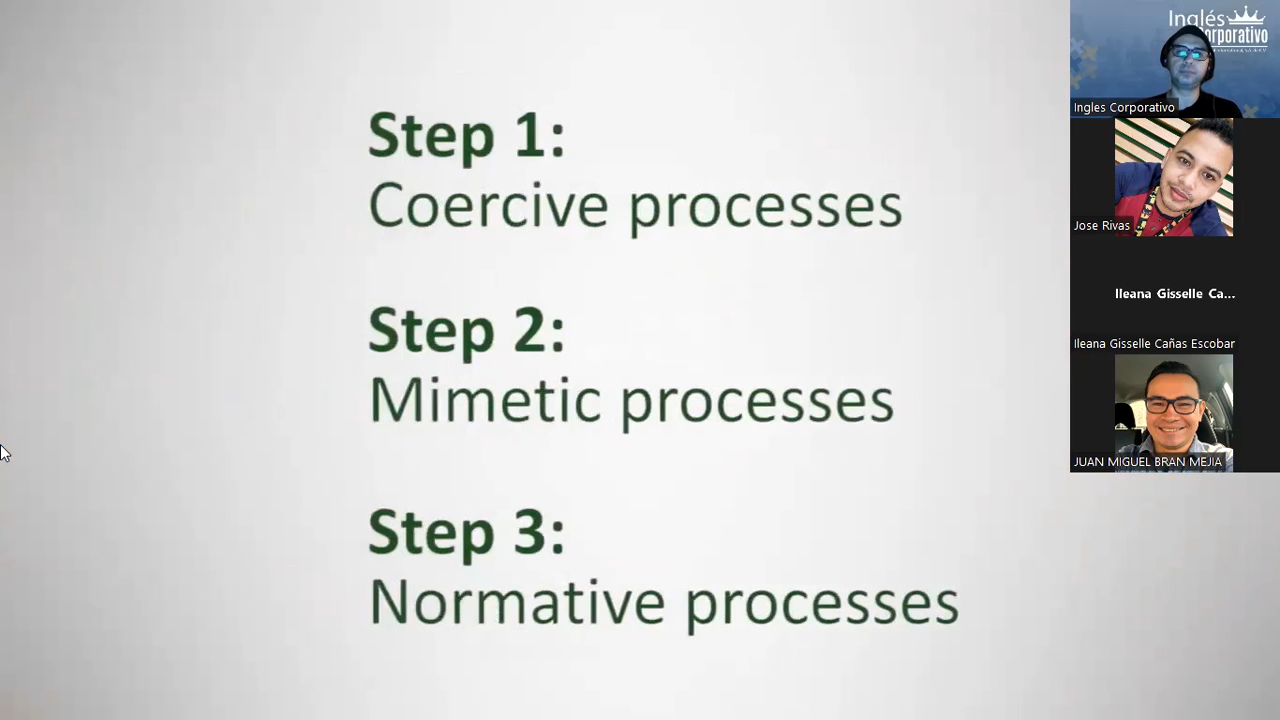 Step 1:
Coercive processes
Step 2:
Mimetic processes
Step 3:
Normative processes
Inglés
Corporativo
Ingles Corporativo
Jose Rivas
Ileana Gisselle Ca...
Ileana Gisselle Cañas Escobar
JUAN MIGUEL BRAN MEJIA